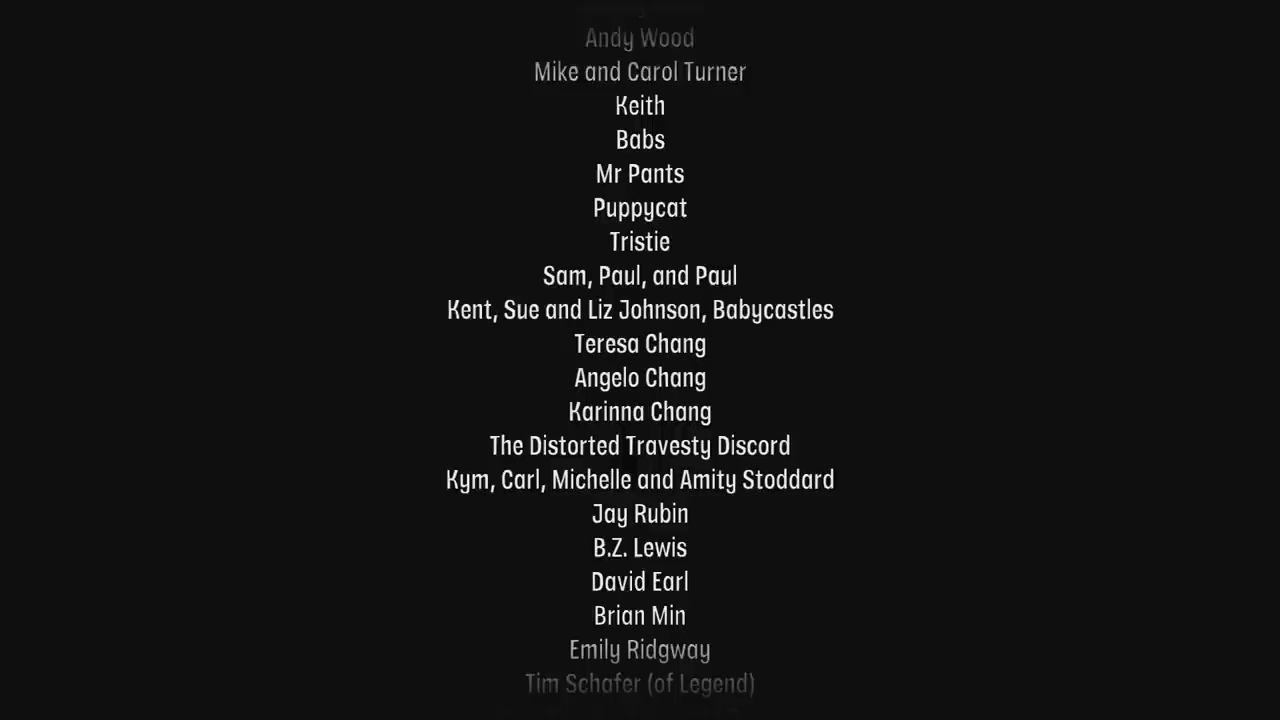 Andy Wood
Mike and Carol Turner
Keith
Babs
Mr Pants
Puppycat
Tristie
Sam, Paul, and Paul
Kent, Sue and Liz Johnson, Babycastles
Teresa Chang
Angelo Chang
Karinna Chang
The Distorted Travesty Discord
Kym, Carl, Michelle and Amity Stoddard
Jay Rubin
B.Z. Lewis
David Earl
Brian Min
Emily Ridgway
Tim Schafer (of Legend)